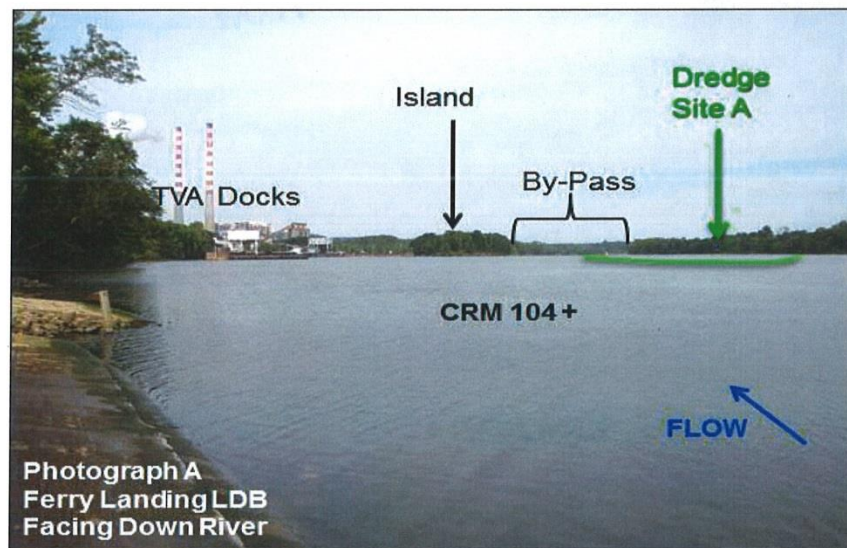 Dredge
Site A
Island
By-Pass
TVA Docks
CRM 104+
FLOW
Photograph A
Ferry Landing LDB
Facing Down River